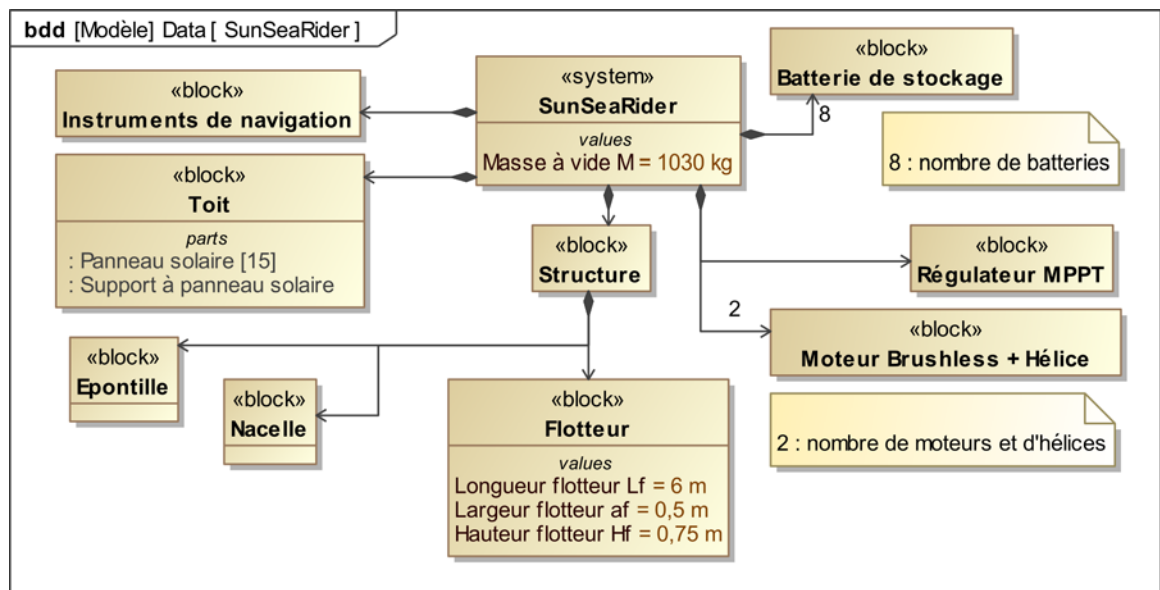 bdd [Modèle] Data [ SunSeaRider ]
«block»
Instruments de navigation
«system»
SunSeaRider
values
Masse à vide M = 1030 kg
«block»
Batterie de stockage
8
8 : nombre de batteries
«block»
Toit
parts
: Panneau solaire [15]
: Support à panneau solaire
«block»
Structure
«block»
Régulateur MPPT
2
«block»
Moteur Brushless + Hélice
2 : nombre de moteurs et d'hélices
«block»
Epontille
«block»
Nacelle
«block»
Flotteur
values
Longueur flotteur Lf = 6 m
Largeur flotteur af = 0,5 m
Hauteur flotteur Hf = 0,75 m